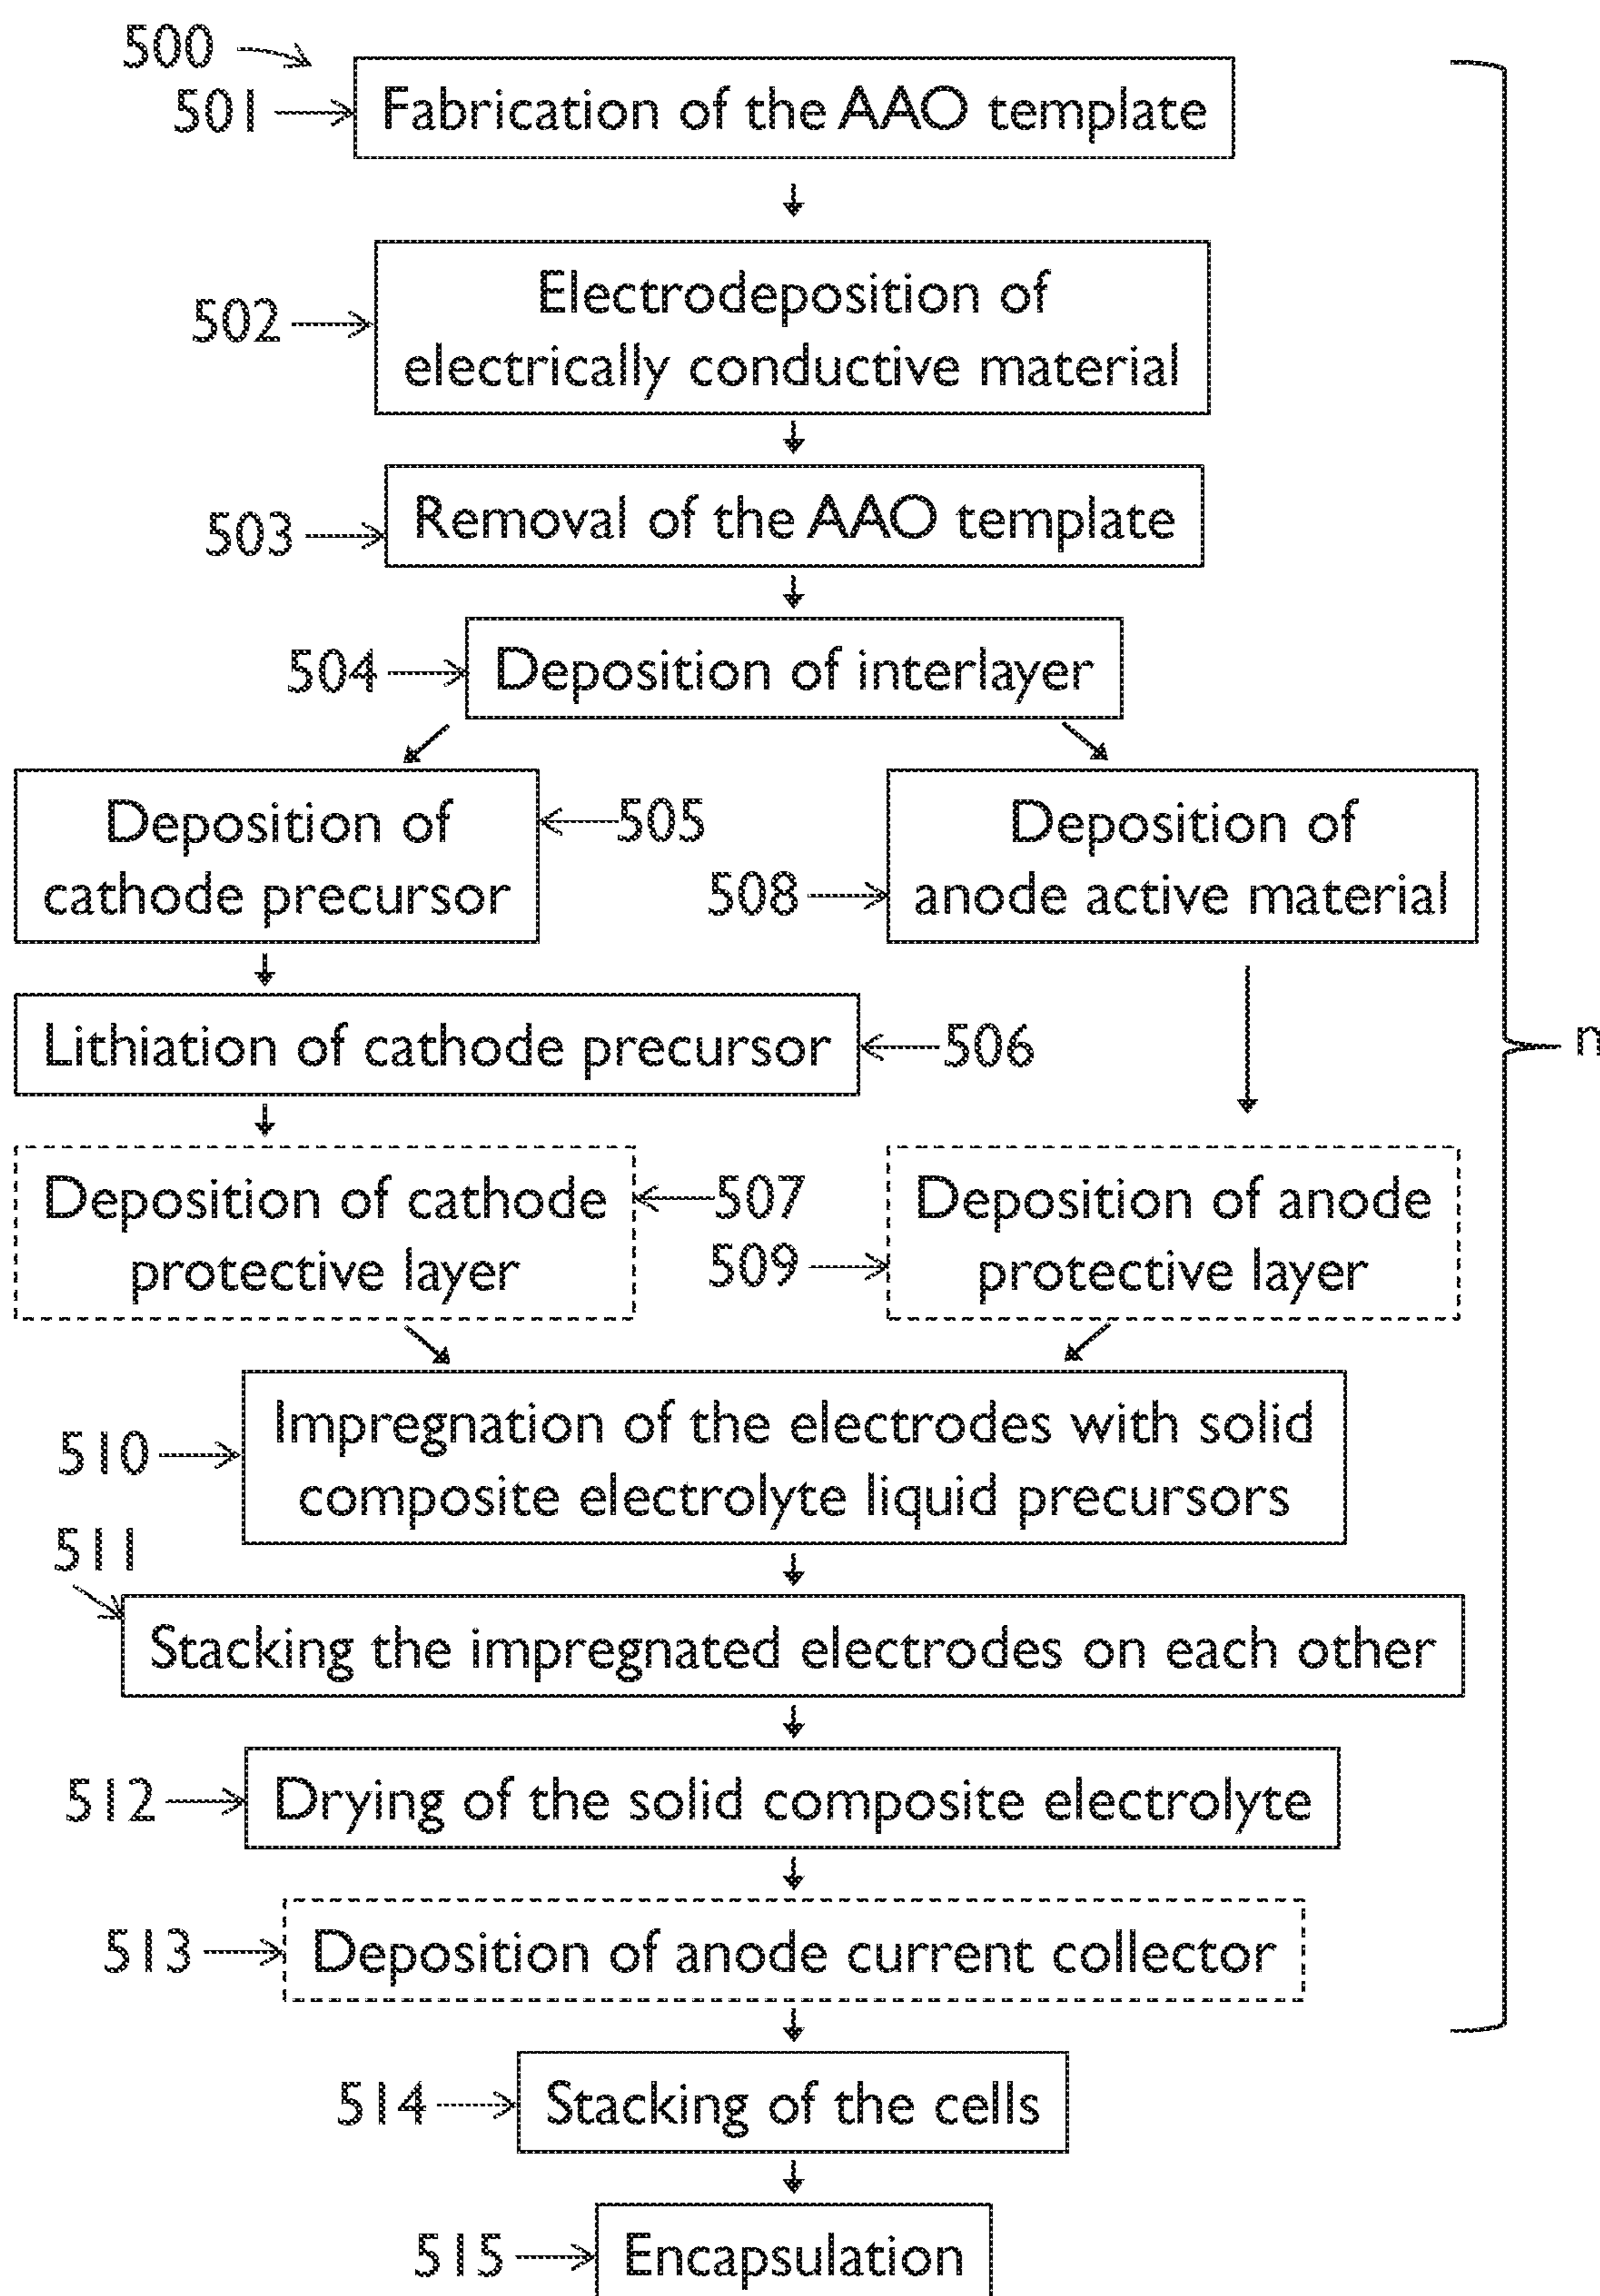 500
501
Fabrication of the AAO template
502
Electrodeposition of
electrically conductive material
503
Removal of the AAO template
504
Deposition of interlayer
Deposition of
cathode precursor
505
508
Deposition of
anode active material
Lithiation of cathode precursor
506
n
Deposition of cathode
protective layer
507
509
Deposition of anode
protective layer
510
Impregnation of the electrodes with solid
composite electrolyte liquid precursors
511
Stacking the impregnated electrodes on each other
512
Drying of the solid composite electrolyte
513
Deposition of anode current collector
514
Stacking of the cells
515
Encapsulation